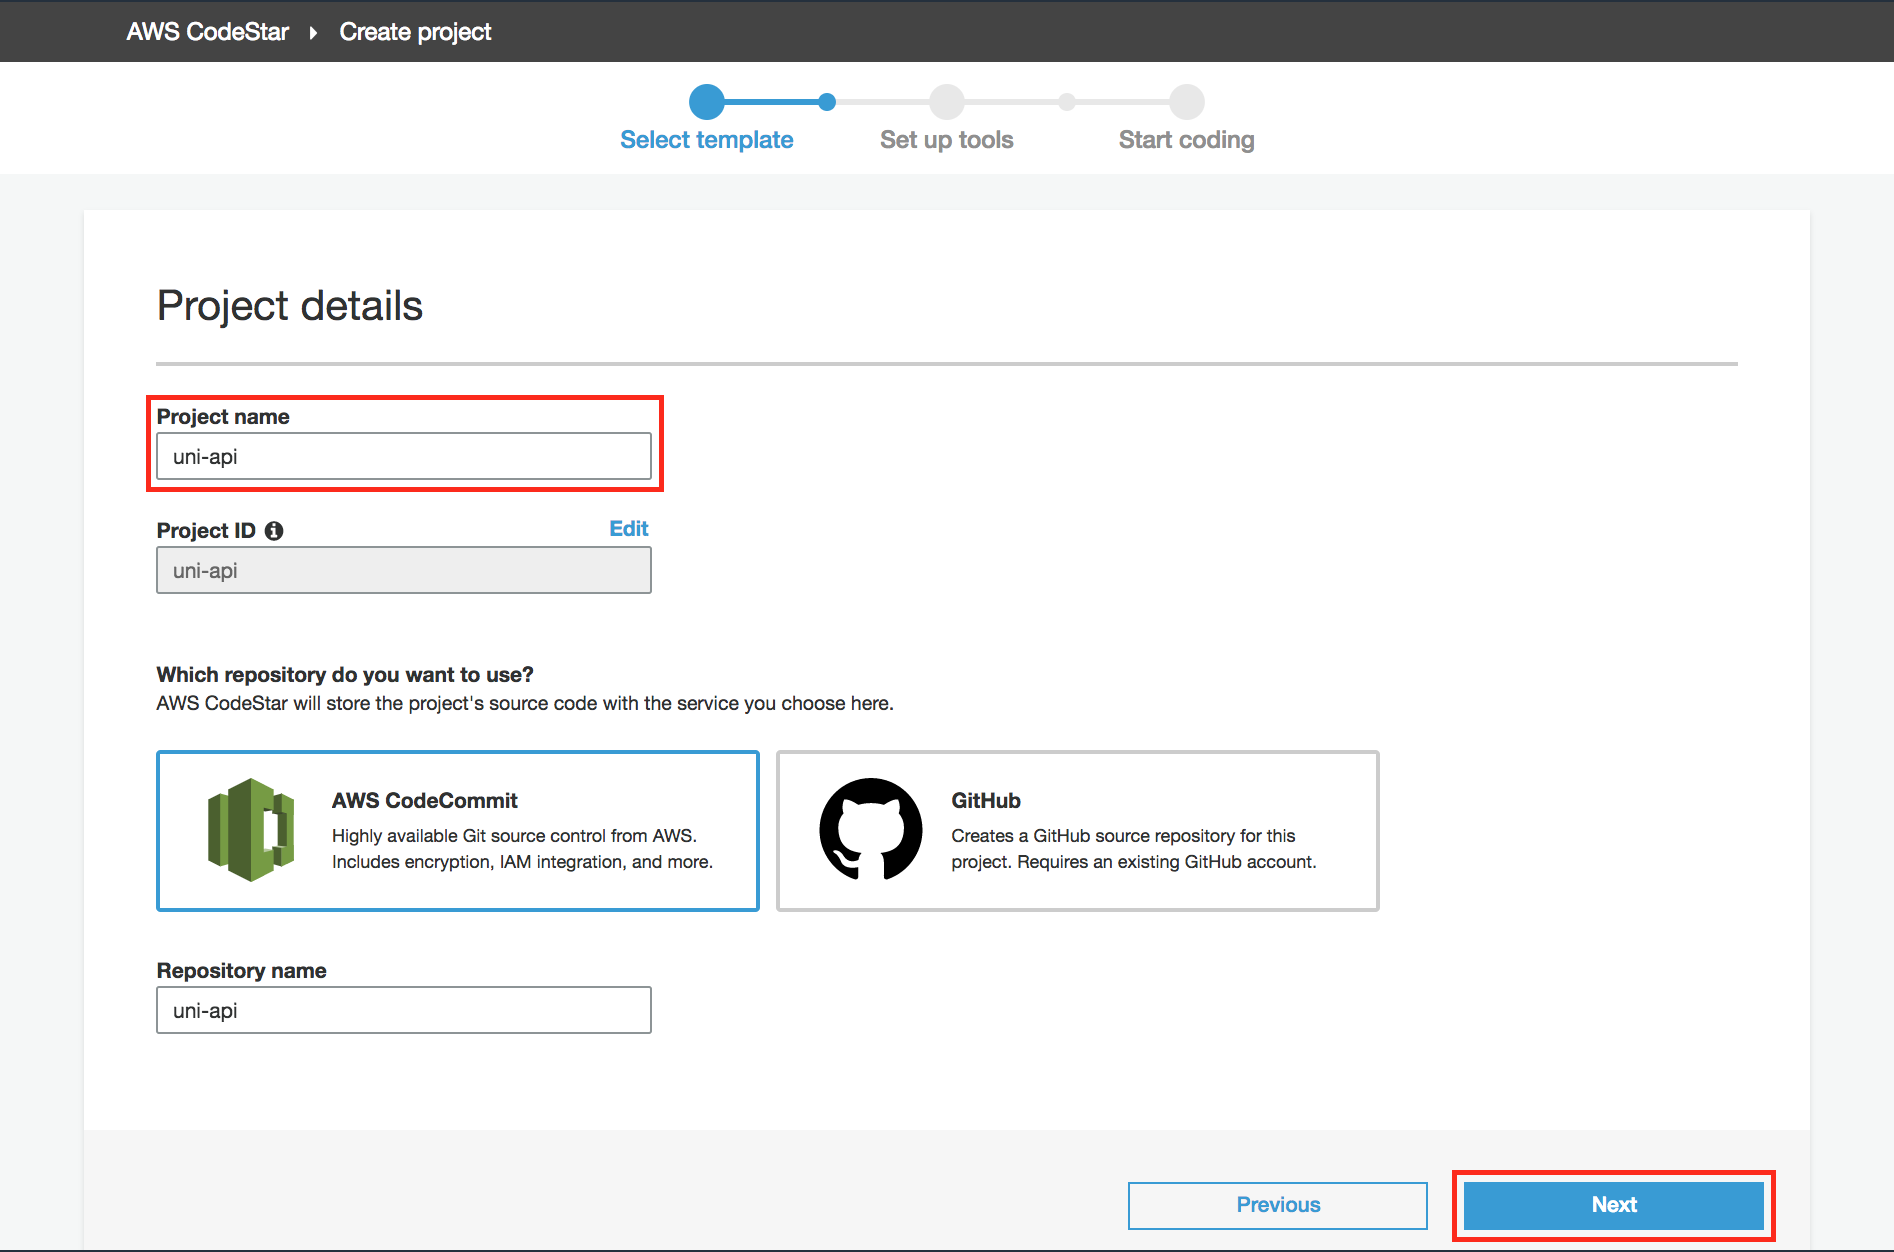 AWS CodeStar Create project
Select template
Set up tools
Start coding
Project details
Project name
uni-api
Project ID
Edit
uni-api
Which repository do you want to use?
AWS CodeStar will store the project's source code with the service you choose here.
AWS CodeCommit
Highly available Git source control from AWS.
Includes encryption, IAM integration, and more.
GitHub
Creates a GitHub source repository for this
project. Requires an existing GitHub account.
Repository name
uni-api
Previous
Next